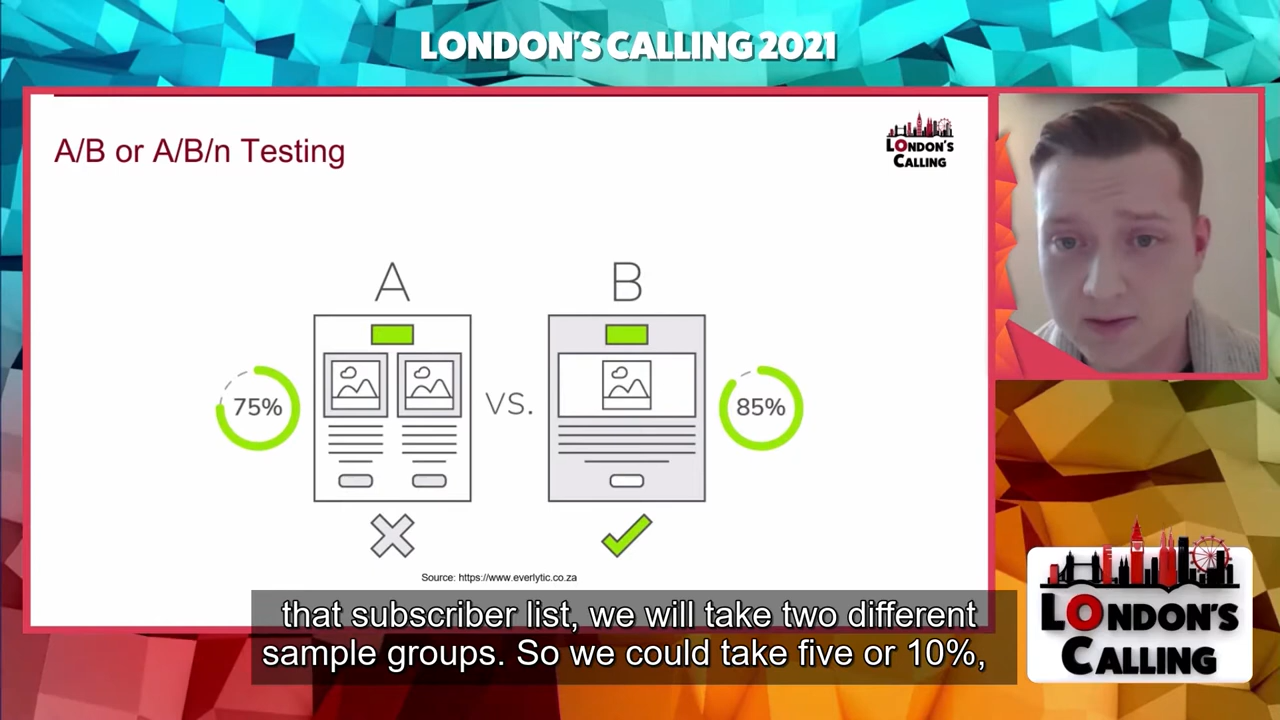 LONDON'S CALLING 2021
A/B or A/B/n Testing
LONDON'S
CALLING
A
B
75%
VS.
85%
Source: https://www.everlytic.co.za
that subscriber list, we will take two different
sample groups. So we could take five or 10%,
LONDON'S
CALLING